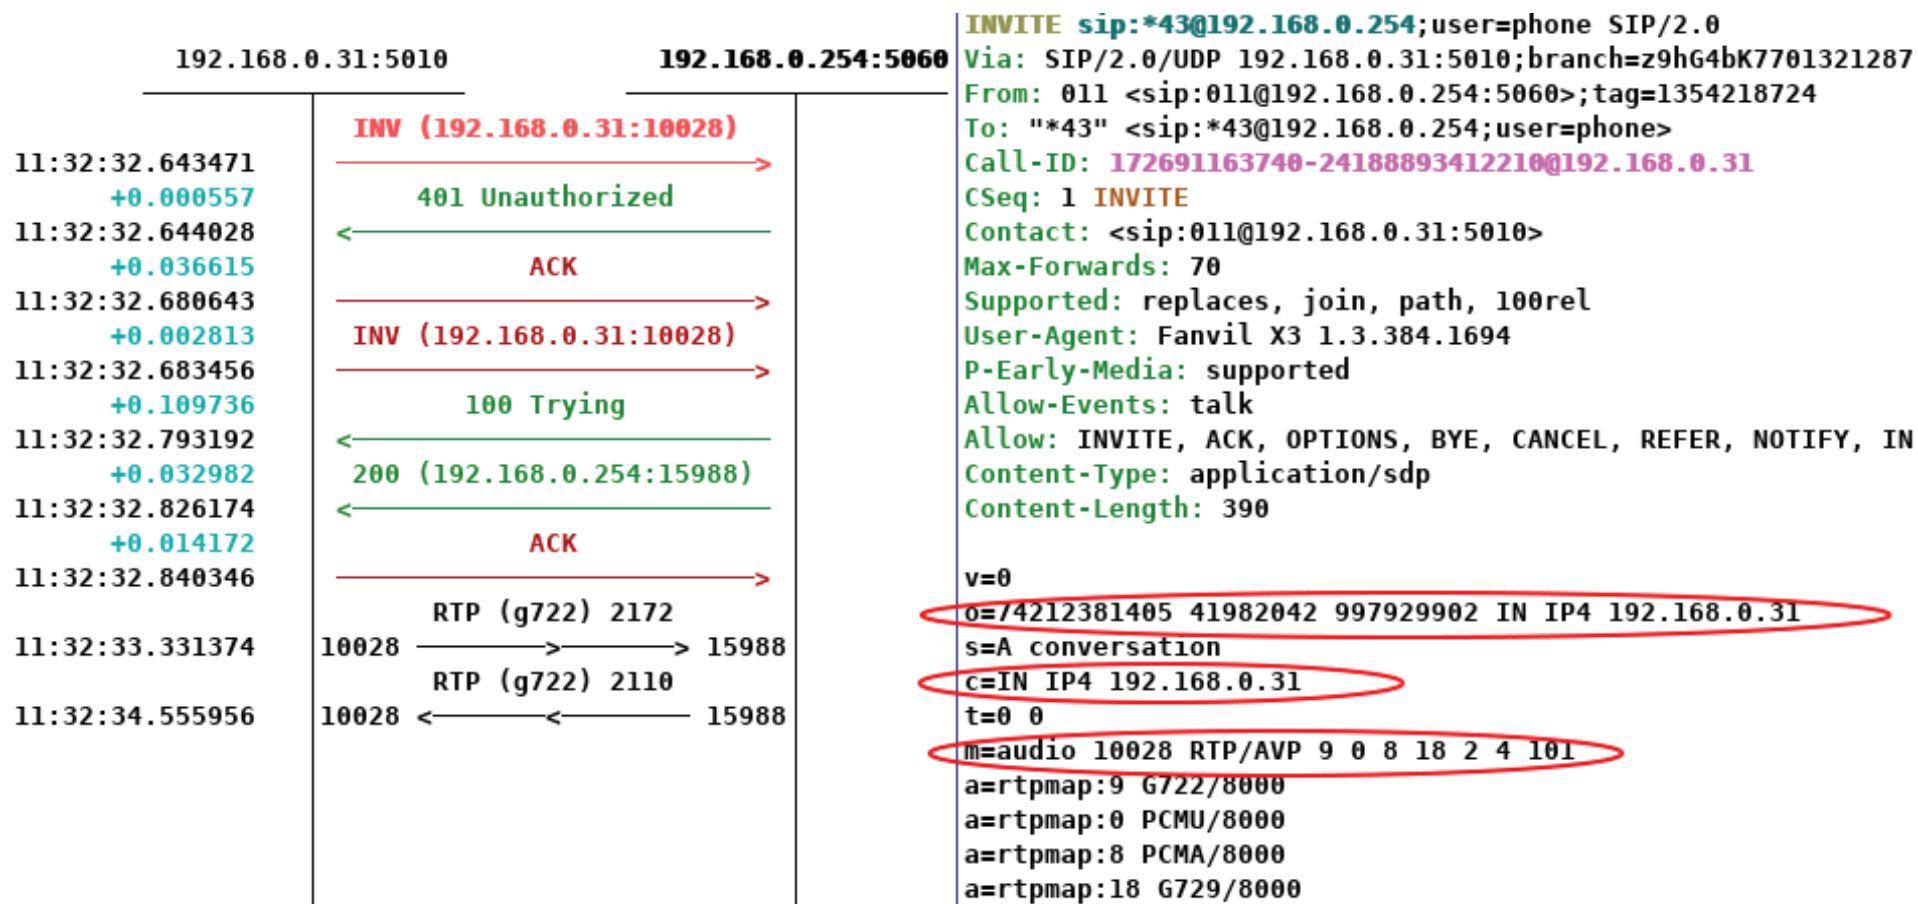 192.168.0.31:5010 192.168.0.254:5060
INV (192.168.0.31:10028)
11:32:32.643471
+0.000557 401 Unauthorized
11:32:32.644028 <
+0.036615 ACK
11:32:32.680643 >
+0.002813 INV (192.168.0.31:10028)
11:32:32.683456 >
+0.109736 100 Trying
11:32:32.793192 <
+0.032982 200 (192.168.0.254:15988)
11:32:32.826174 <
+0.014172 ACK
11:32:32.840346 >
RTP (g722) 2172
11:32:33.331374 10028 > > 15988
RTP (g722) 2110
11:32:34.555956 10028 < < 15988
INVITE sip:*43@192.168.0.254;user=phone SIP/2.0
Via: SIP/2.0/UDP 192.168.0.31:5010;branch=z9hG4bK7701321287
From: 011 <sip:011@192.168.0.254:5060>;tag=1354218724
To: "*43" <sip:*43@192.168.0.254;user=phone>
Call-ID: 172691163740-24188893412210@192.168.0.31
CSeq: 1 INVITE
Contact: <sip:011@192.168.0.31:5010>
Max-Forwards: 70
Supported: replaces, join, path, 100rel
User-Agent: Fanvil X3 1.3.384.1694
P-Early-Media: supported
Allow-Events: talk
Allow: INVITE, ACK, OPTIONS, BYE, CANCEL, REFER, NOTIFY, IN
Content-Type: application/sdp
Content-Length: 390
v=0
o=74212381405 41982042 997929902 IN IP4 192.168.0.31
s=A conversation
c=IN IP4 192.168.0.31
t=0 0
m=audio 10028 RTP/AVP 9 0 8 18 2 4 101
a=rtpmap:9 G722/8000
a=rtpmap:0 PCMU/8000
a=rtpmap:8 PCMA/8000
a=rtpmap:18 G729/8000